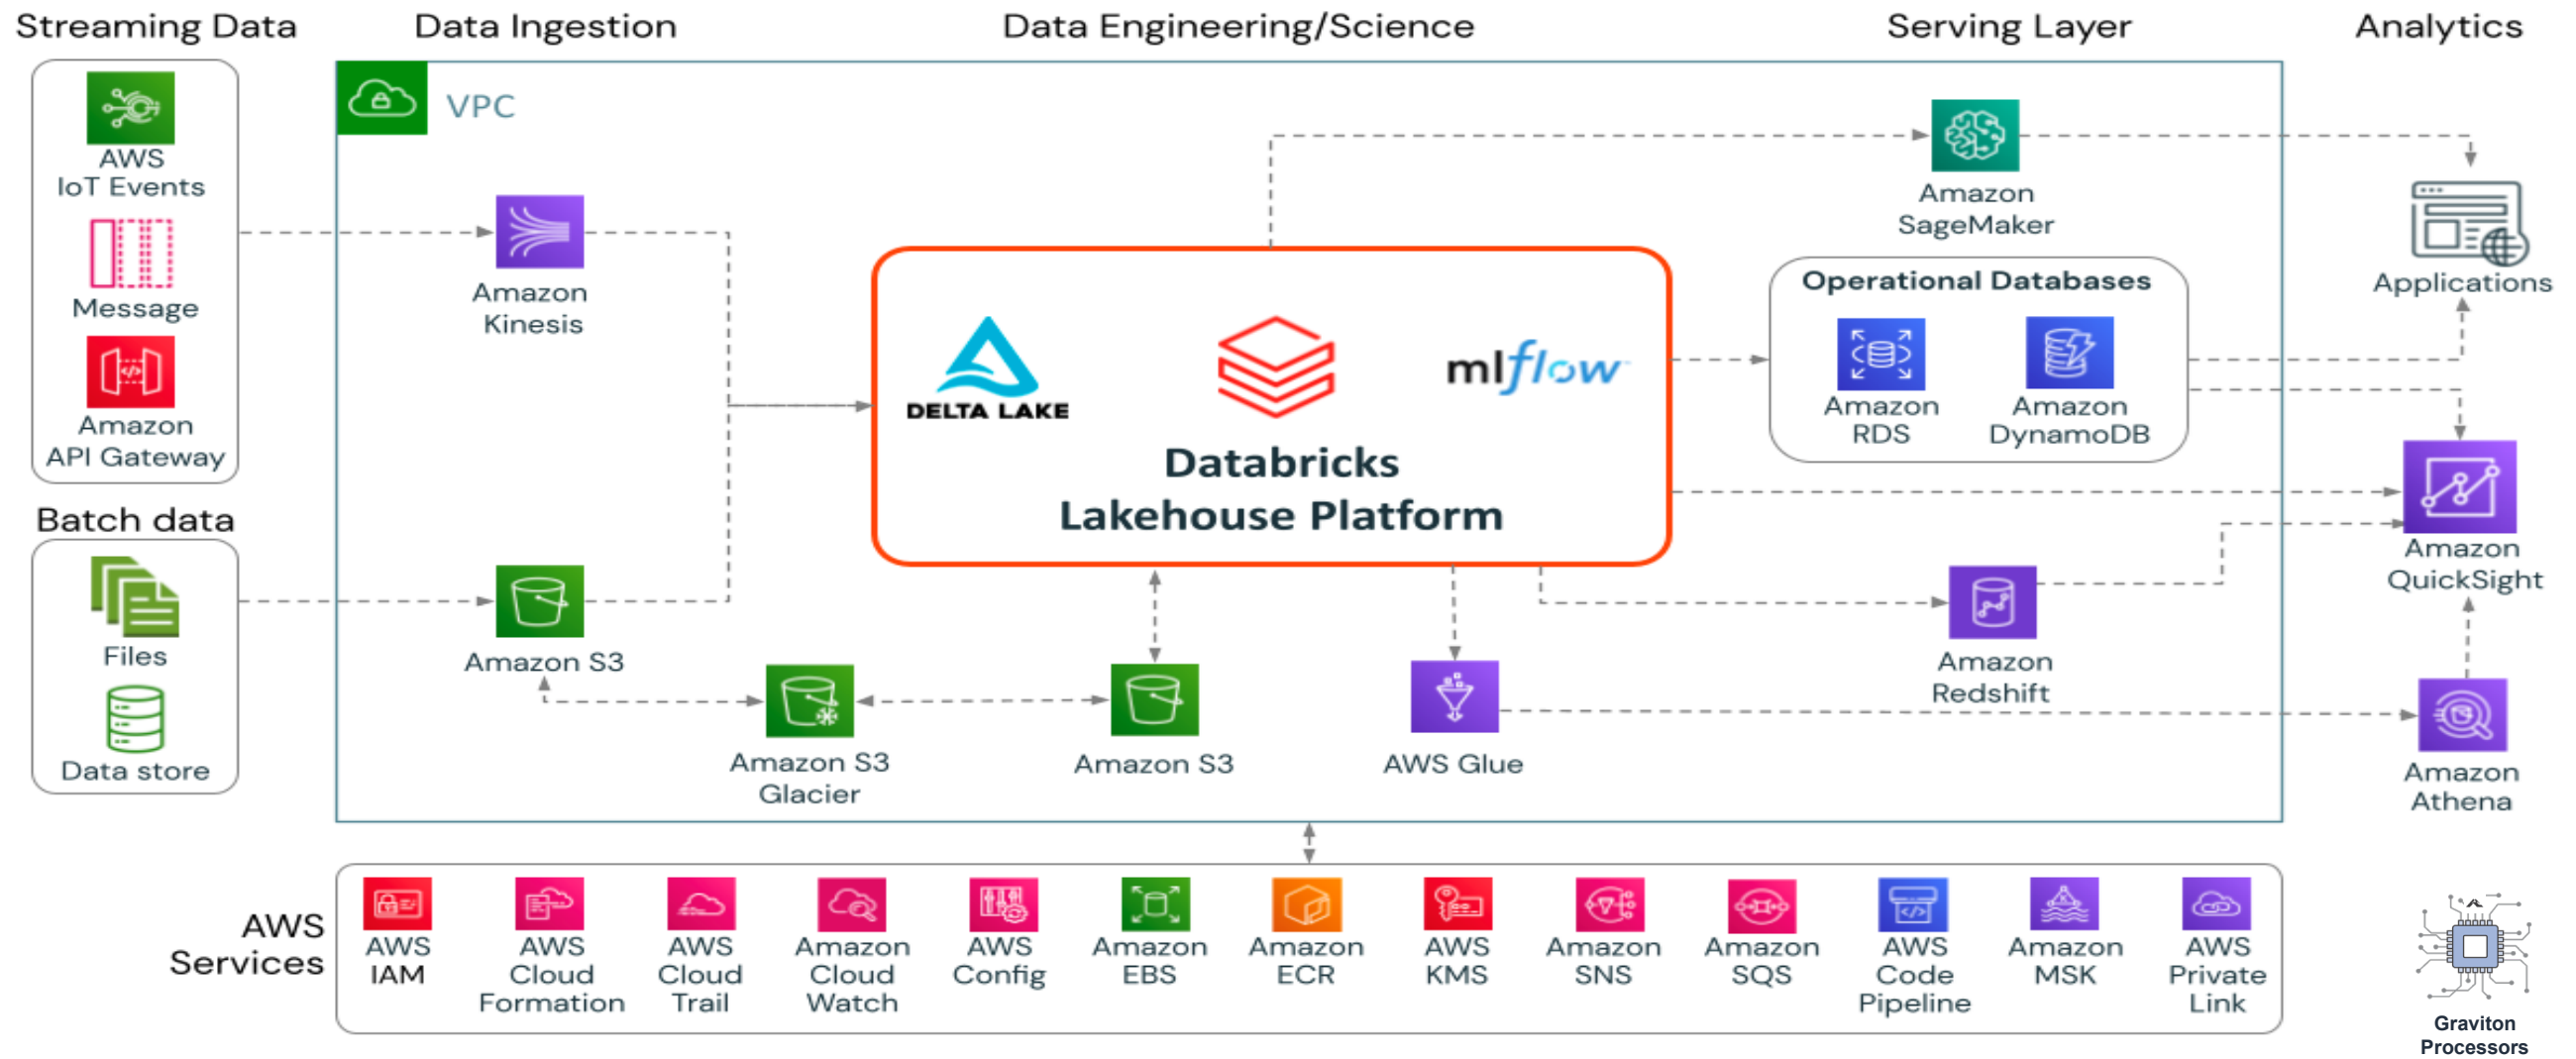 Streaming Data
Data Ingestion
Data Engineering/Science
Serving Layer
Analytics
AWS
IoT Events
Message
Amazon
API Gateway
Batch data
Files
Data store
VPC
Amazon
Kinesis
Amazon S3
Amazon S3
Glacier
Amazon S3
AWS Glue
DELTA LAKE
mlflow
Databricks
Lakehouse Platform
Amazon
SageMaker
Operational Databases
Amazon
RDS
Amazon
DynamoDB
Amazon
Redshift
Applications
Amazon
QuickSight
Amazon
Athena
AWS
Services
AWS
IAM
AWS
Cloud
Formation
AWS
Cloud
Trail
Amazon
Cloud
Watch
AWS
Config
Amazon
EBS
Amazon
ECR
AWS
KMS
Amazon
SNS
Amazon
SQS
AWS
Code
Pipeline
Amazon
MSK
AWS
Private
Link
Graviton
Processors